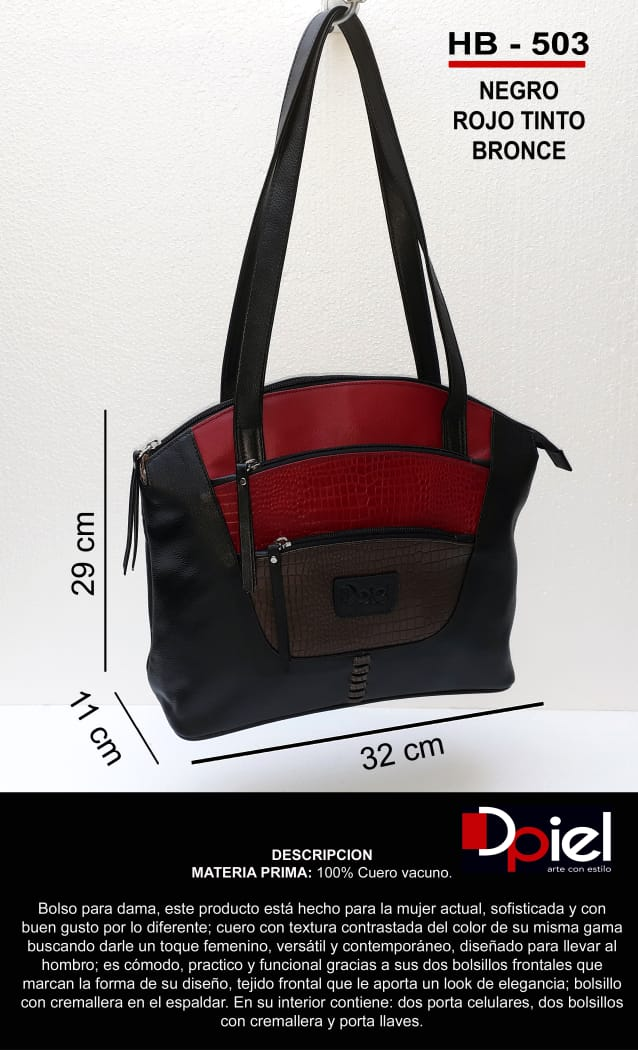 HB - 503
NEGRO
ROJO TINTO
BRONCE
29 cm
11 cm
32 cm
Dpiel
Dpiel
arte con estilo
DESCRIPCION
MATERIA PRIMA: 100% Cuero vacuno.
Bolso para dama, este producto está hecho para la mujer actual, sofisticada y con
buen gusto por lo diferente; cuero con textura contrastada del color de su misma gama
buscando darle un toque femenino, versátil y contemporáneo, diseñado para llevar al
hombro; es cómodo, practico y funcional gracias a sus dos bolsillos frontales que
marcan la forma de su diseño, tejido frontal que le aporta un look de elegancia; bolsillo
con cremallera en el espaldar. En su interior contiene: dos porta celulares, dos bolsillos
con cremallera y porta llaves.